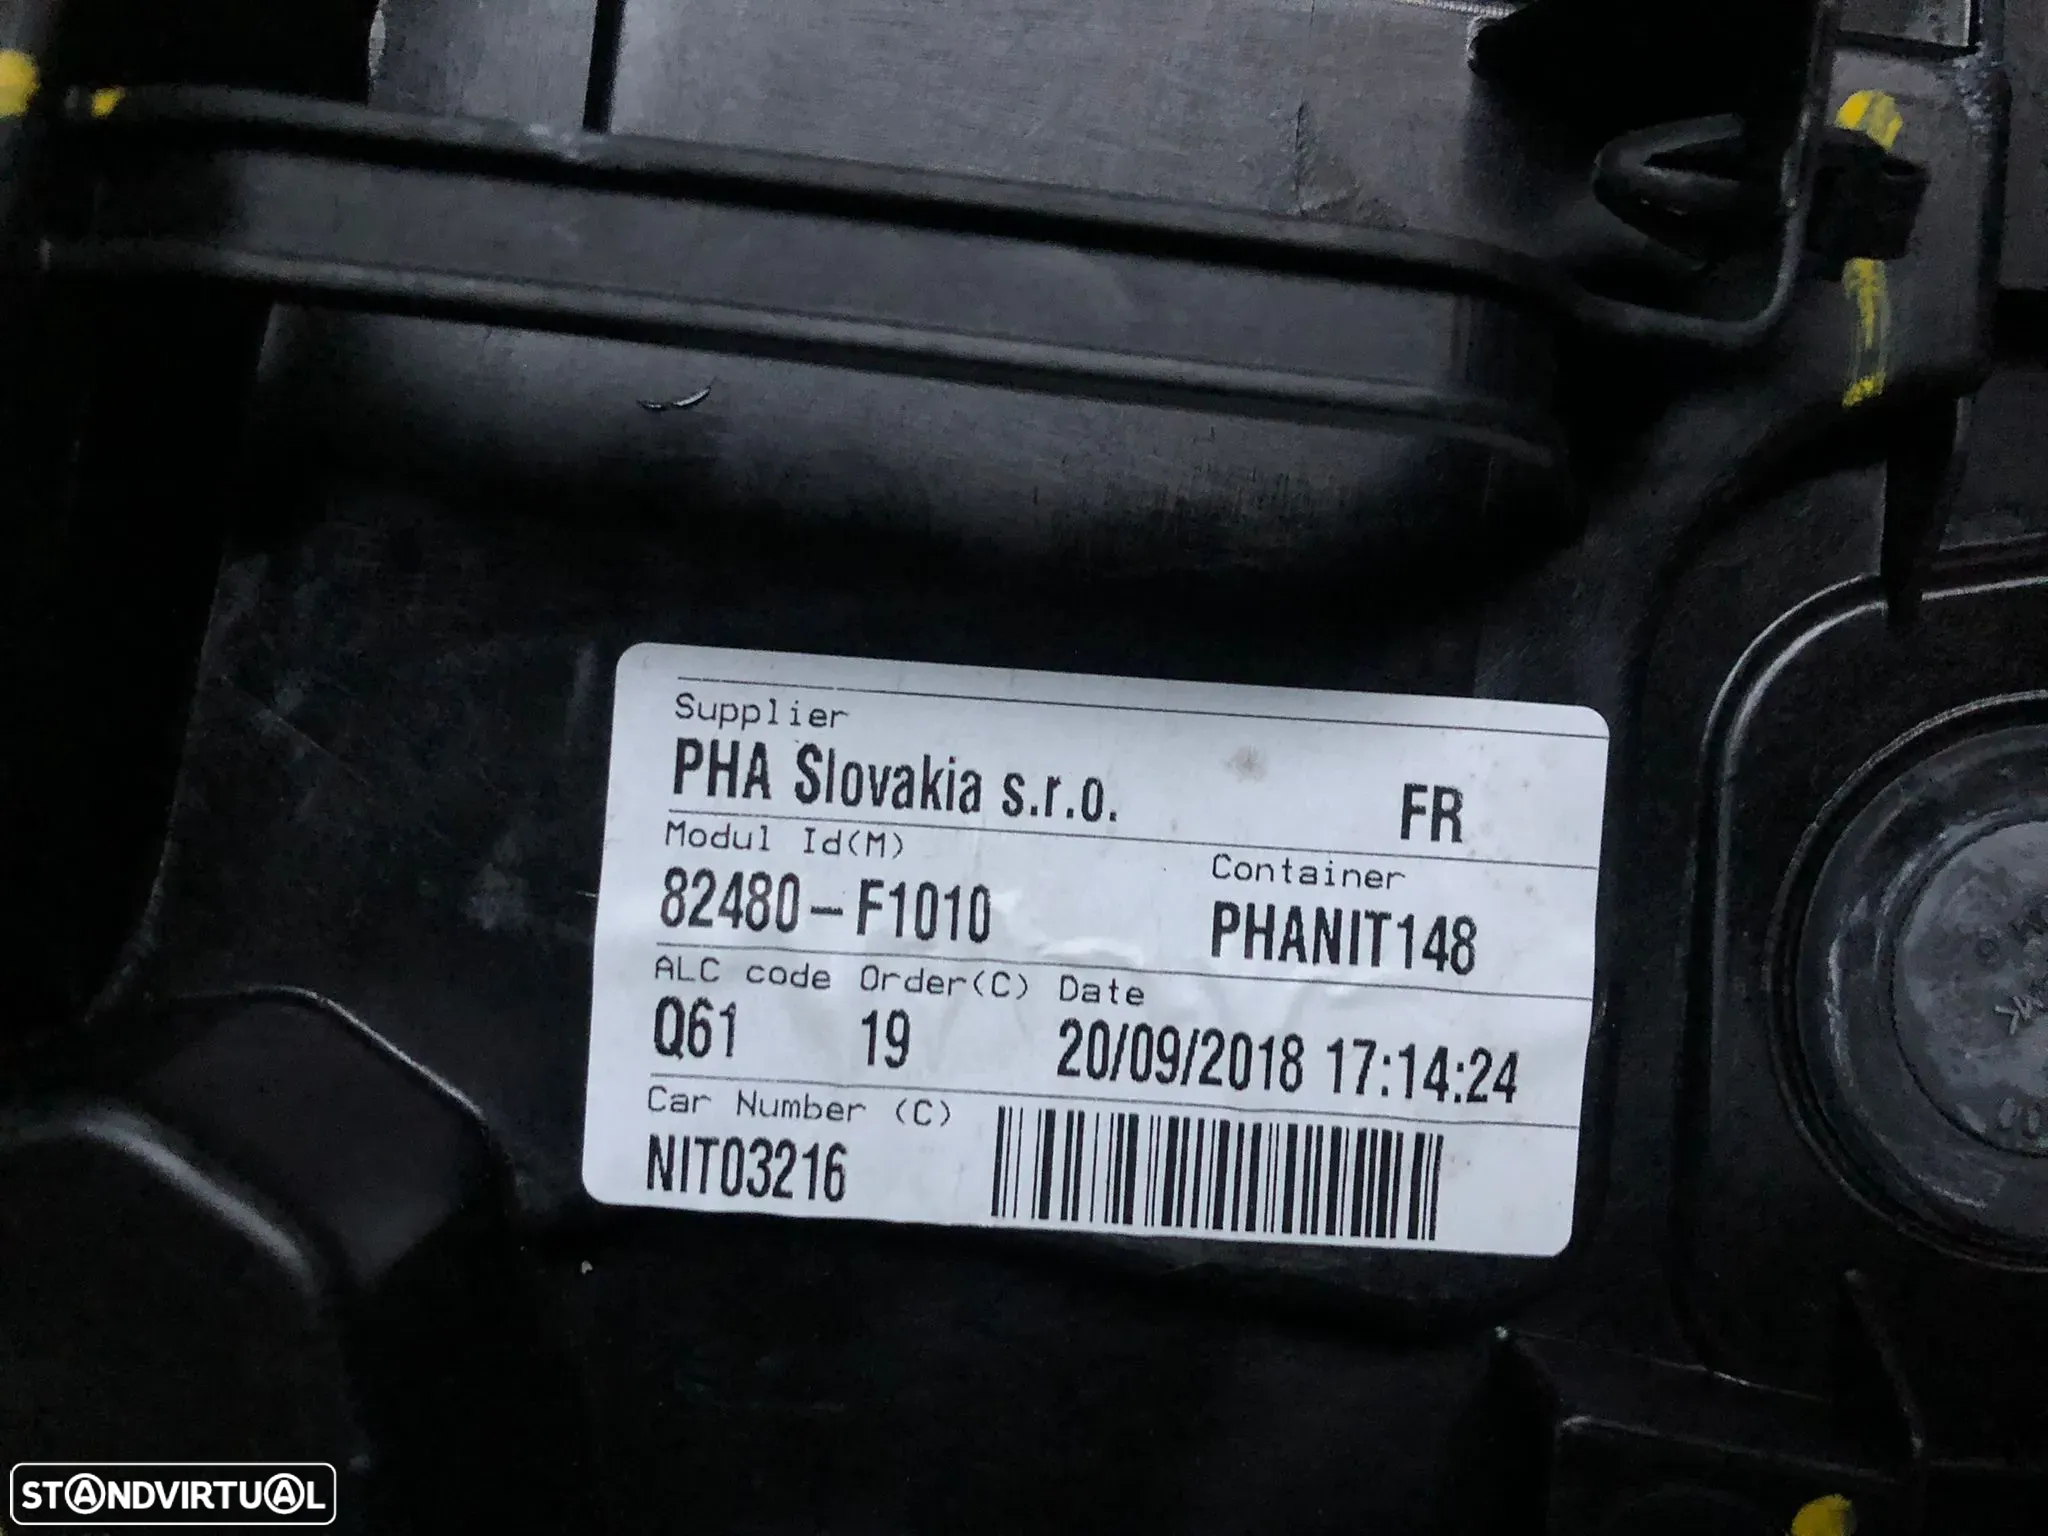 Supplier
PHA Slovakia s.r.o. FR
Modul Id(M) Container
82480-F1010 PHANIT148
ALC code Order(C) Date
Q61 19 20/09/2018 17:14:24
Car Number (C)
NIT03216
STANDVIRTUAL